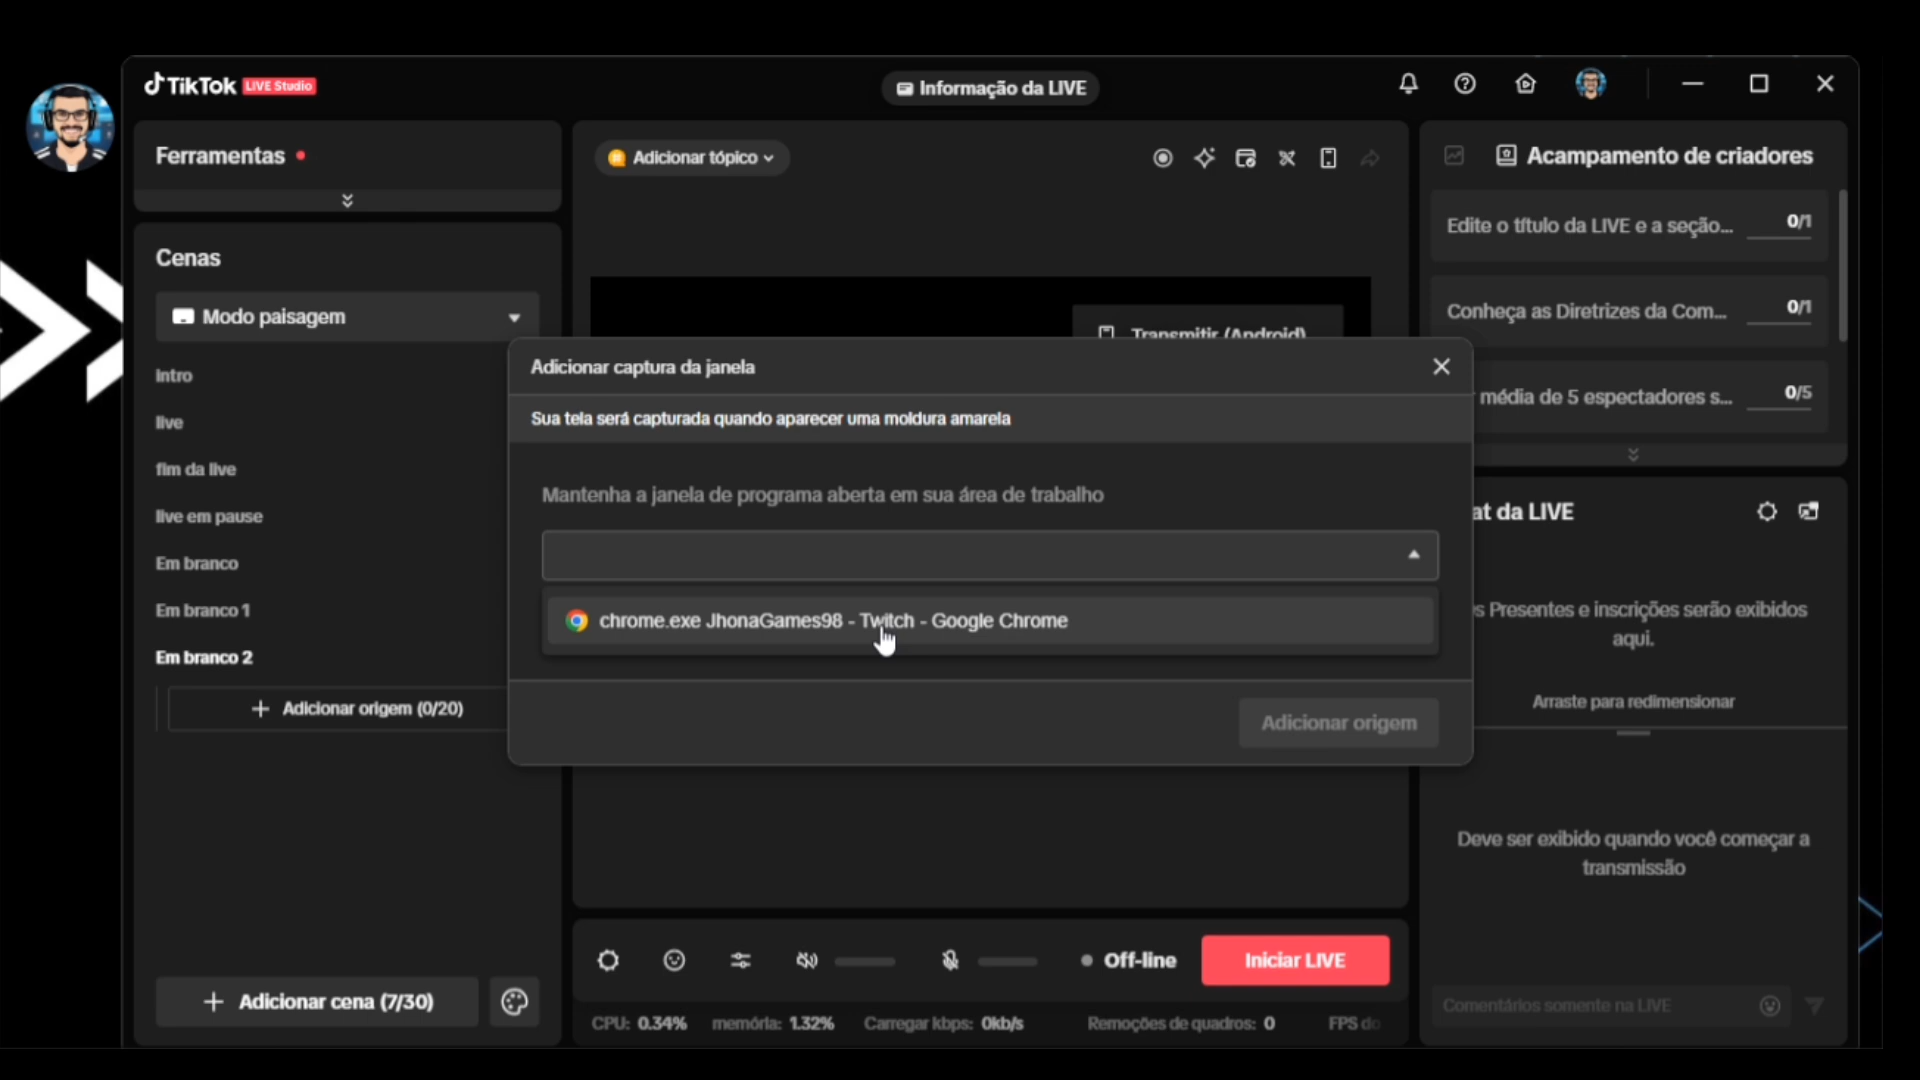 TikTok LIVE Studio
Informação da LIVE
Ferramentas
Cenas
Modo paisagem
Intro
live
fim da live
live em pause
Em branco
Em branco 1
Em branco 2
Adicionar origem (0/20)
Adicionar cena (7/30)
Adicionar tópico
Transmitir (Android)
Adicionar captura da janela
Sua tela será capturada quando aparecer uma moldura amarela
Mantenha a janela de programa aberta em sua área de trabalho
chrome.exe JhonaGames98 - Twitch - Google Chrome
Adicionar origem
Off-line
Iniciar LIVE
CPU: 0.34% memória: 1.32% Carregar kbps: 0kb/s Remoções de quadros: 0 FPS do
Acampamento de criadores
Edite o título da LIVE e a seção... 0/1
Conheça as Diretrizes da Com... 0/1
média de 5 espectadores s... 0/5
at da LIVE
s Presentes e inscrições serão exibidos
aqui.
Arraste para redimensionar
Deve ser exibido quando você começar a
transmissão
Comentários somente na LIVE